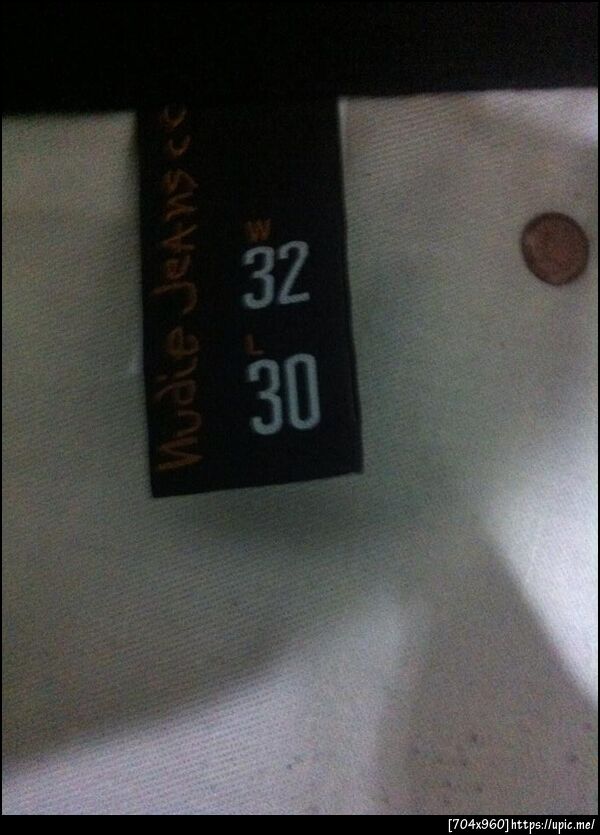 Nudie Jeans co
W
32
L
30
[704x960]https://upic.me/